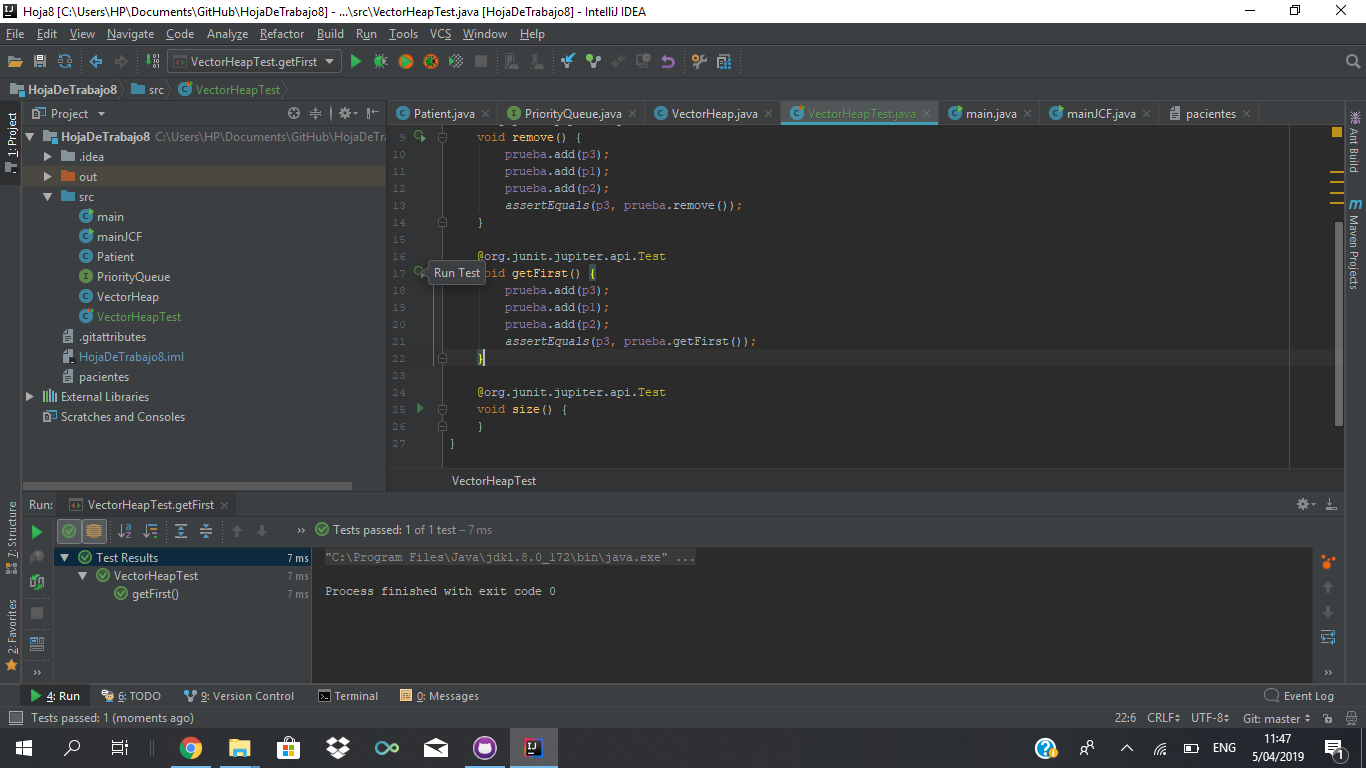 Hoja8 [C:\Users\HP\Documents\GitHub\HojaDeTrabajo8] - ...\src\VectorHeapTest.java [HojaDeTrabajo8] - IntelliJ IDEA
File Edit View Navigate Code Analyze Refactor Build Run Tools VCS Window Help
VectorHeapTest.getFirst
HojaDeTrabajo8 src VectorHeapTest
Project
Patient.java PriorityQueue.java VectorHeap.java VectorHeapTest.java main.java mainJCF.java pacientes
1: Project
HojaDeTrabajo8 C:\Users\HP\Documents\GitHub\HojaDeTr
.idea
out
src
main
mainJCF
Patient
PriorityQueue
VectorHeap
VectorHeapTest
.gitattributes
HojaDeTrabajo8.iml
pacientes
External Libraries
Scratches and Consoles
9 void remove() {
10 prueba.add(p3);
11 prueba.add(p1);
12 prueba.add(p2);
13 assertEquals(p3, prueba.remove());
14 }
15
16 @org.junit.jupiter.api.Test
17 void getFirst() {
Run Test
18 prueba.add(p3);
19 prueba.add(p1);
20 prueba.add(p2);
21 assertEquals(p3, prueba.getFirst());
22 }
23
24 @org.junit.jupiter.api.Test
25 void size() {
26 }
27 }
VectorHeapTest
Ant Build
Maven Projects
7: Structure
2: Favorites
Run: VectorHeapTest.getFirst
Tests passed: 1 of 1 test – 7 ms
Test Results 7 ms
VectorHeapTest 7 ms
getFirst() 7 ms
"C:\Program Files\Java\jdk1.8.0_172\bin\java.exe" ...
Process finished with exit code 0
4: Run 6: TODO 9: Version Control Terminal 0: Messages Event Log
Tests passed: 1 (moments ago) 22:6 CRLF UTF-8 Git: master
ENG
11:47
5/04/2019
1